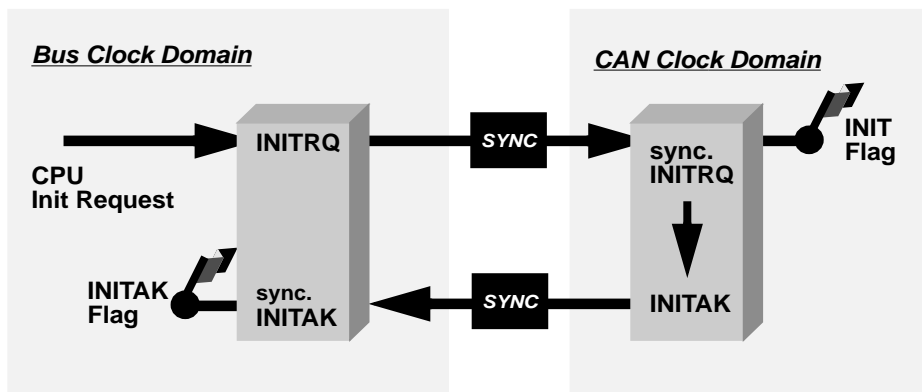 Bus Clock Domain
CAN Clock Domain
CPU
Init Request
INITRQ
SYNC
sync.
INITRQ
INIT
Flag
INITAK
Flag
sync.
INITAK
SYNC
INITAK